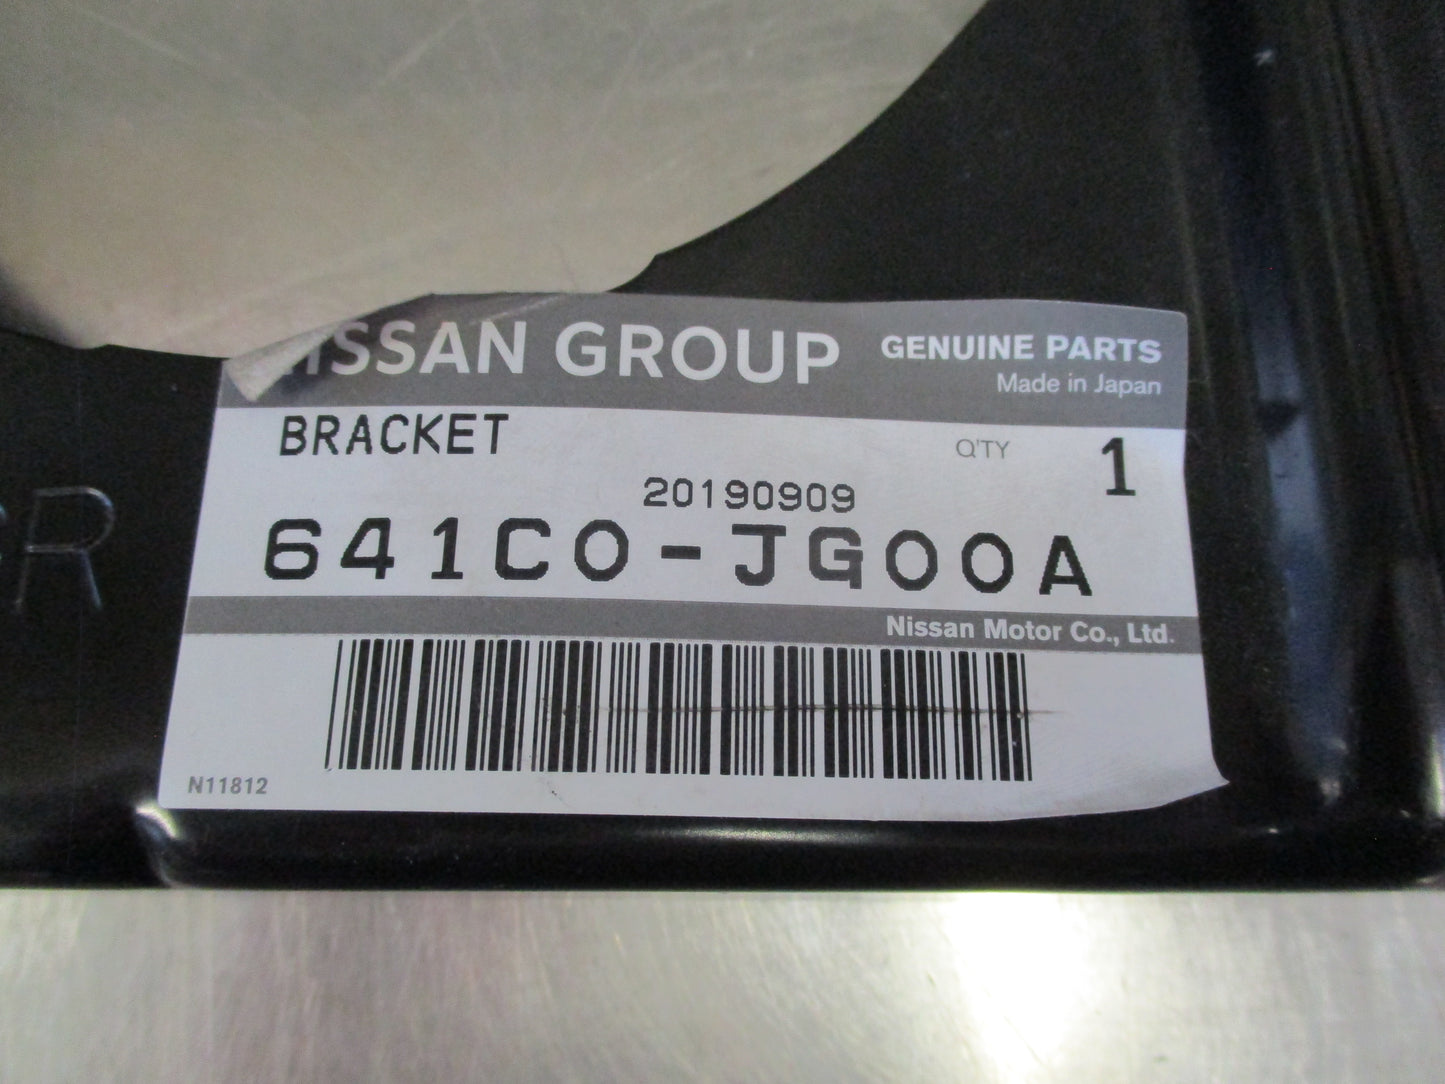 NISSAN GROUP GENUINE PARTS
Made in Japan
BRACKET Q'TY 1
20190909
641C0-JG00A
Nissan Motor Co., Ltd.
N11812
R